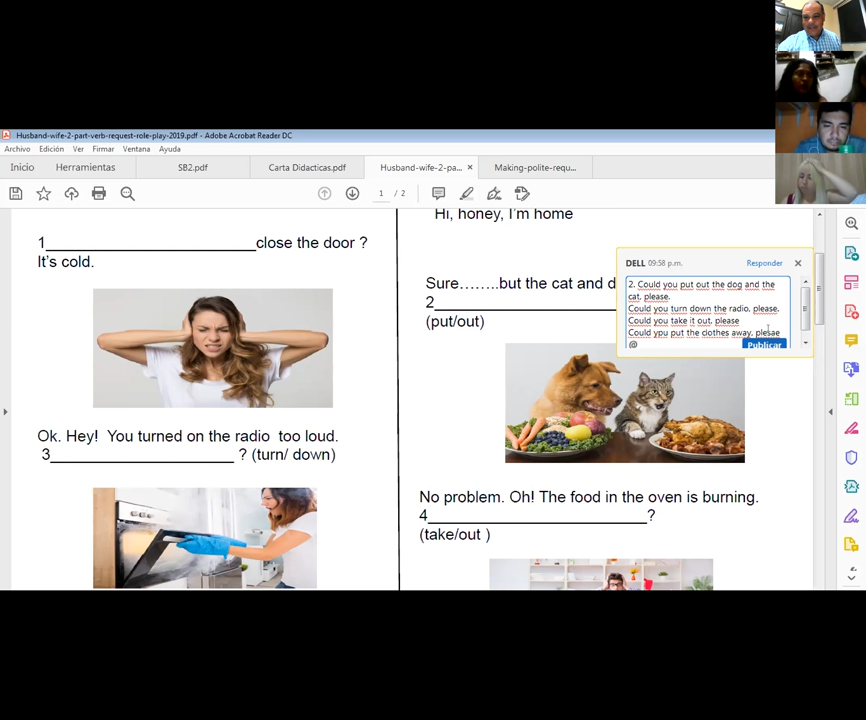 Husband-wife-2-part-verb-request-role-play-2019.pdf - Adobe Acrobat Reader DC
Archivo Edición Ver Firmar Ventana Ayuda
Inicio Herramientas SB2.pdf Carta Didacticas.pdf Husband-wife-2-pa... × Making-polite-requ...
1 / 2
1__________________________close the door ?
It's cold.
Ok. Hey! You turned on the radio too loud.
3_______________________ ? (turn/ down)
Hi, honey, I'm home
Sure........but the cat and d
2
(put/out)
No problem. Oh! The food in the oven is burning.
4___________________________?
(take/out )
DELL 09:58 p.m. Responder ×
2. Could you put out the dog and the
cat, please.
Could you turn down the radio, please.
Could you take it out, please
Could ypu put the clothes away, plesae
@
Publicar